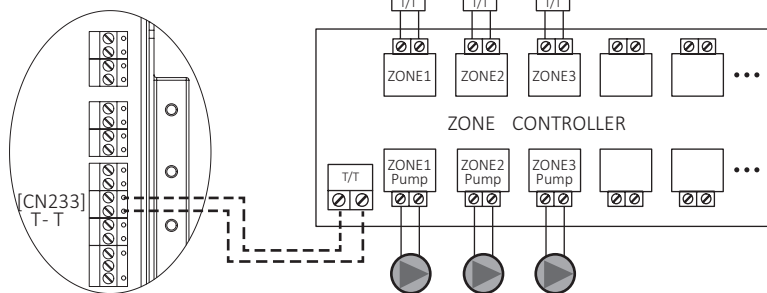 T/T T/T T/T
ZONE1 ZONE2 ZONE3
...
ZONE CONTROLLER
T/T
ZONE1 ZONE2 ZONE3
Pump Pump Pump
...
[CN233]
T- T